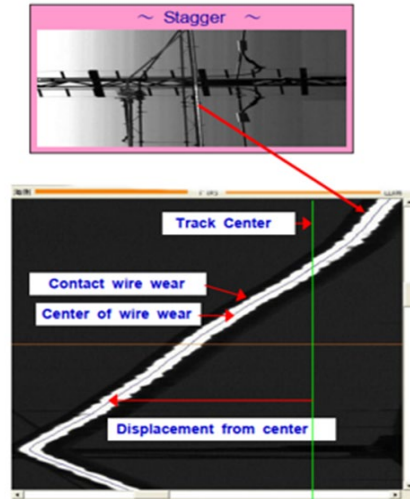 ～ Stagger ～
Track Center
Contact wire wear
Center of wire wear
Displacement from center